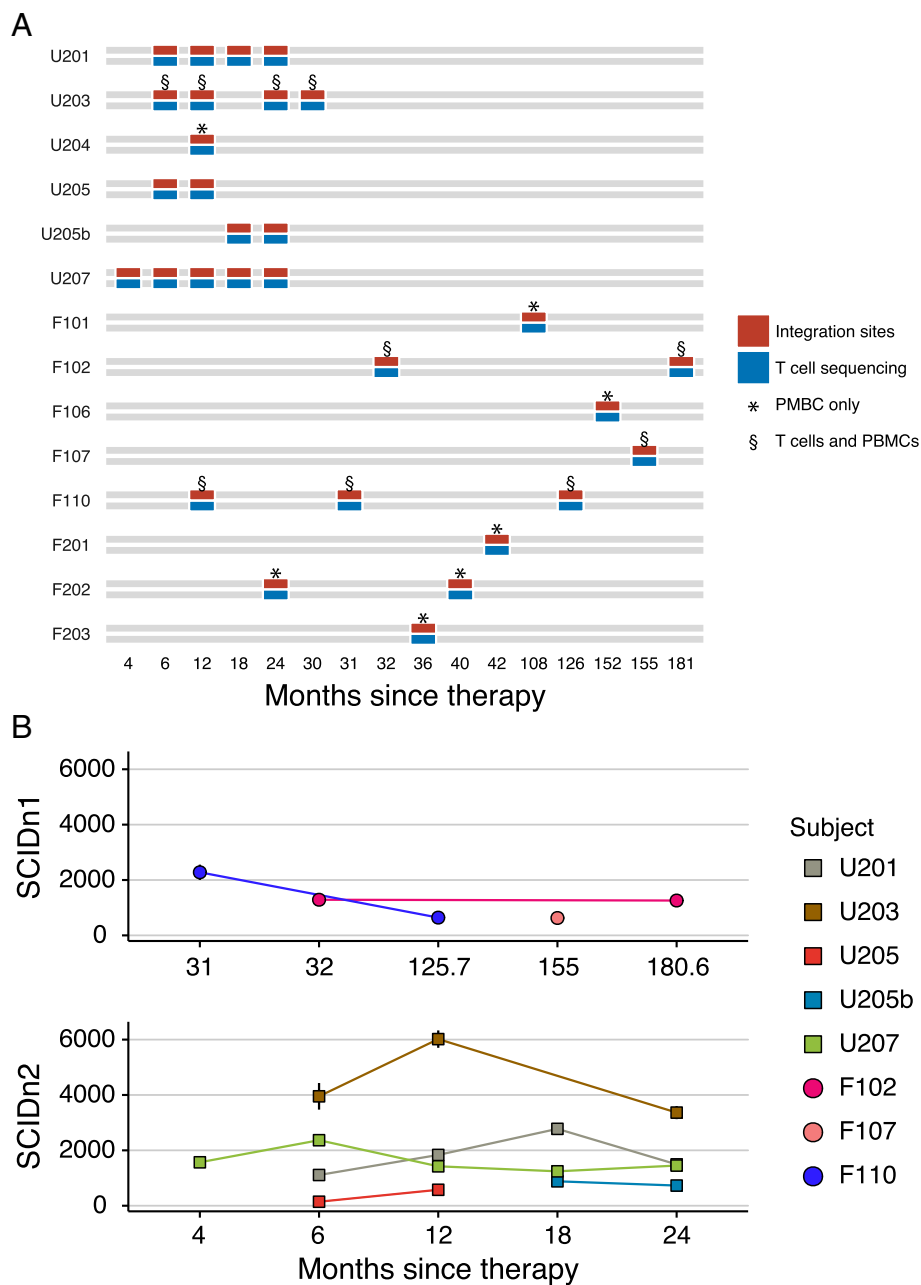 A
U201
§ § § §
U203
*
U204
U205
U205b
U207
*
F101
§ §
F102
*
F106
§
F107
§ § §
F110
*
F201
* *
F202
*
F203
4 6 12 18 24 30 31 32 36 40 42 108 126 152 155 181
Months since therapy
Integration sites
T cell sequencing
* PMBC only
§ T cells and PBMCs
B
SCIDn1
6000
4000
2000
0
31 32 125.7 155 180.6
SCIDn2
6000
4000
2000
0
4 6 12 18 24
Months since therapy
Subject
U201
U203
U205
U205b
U207
F102
F107
F110